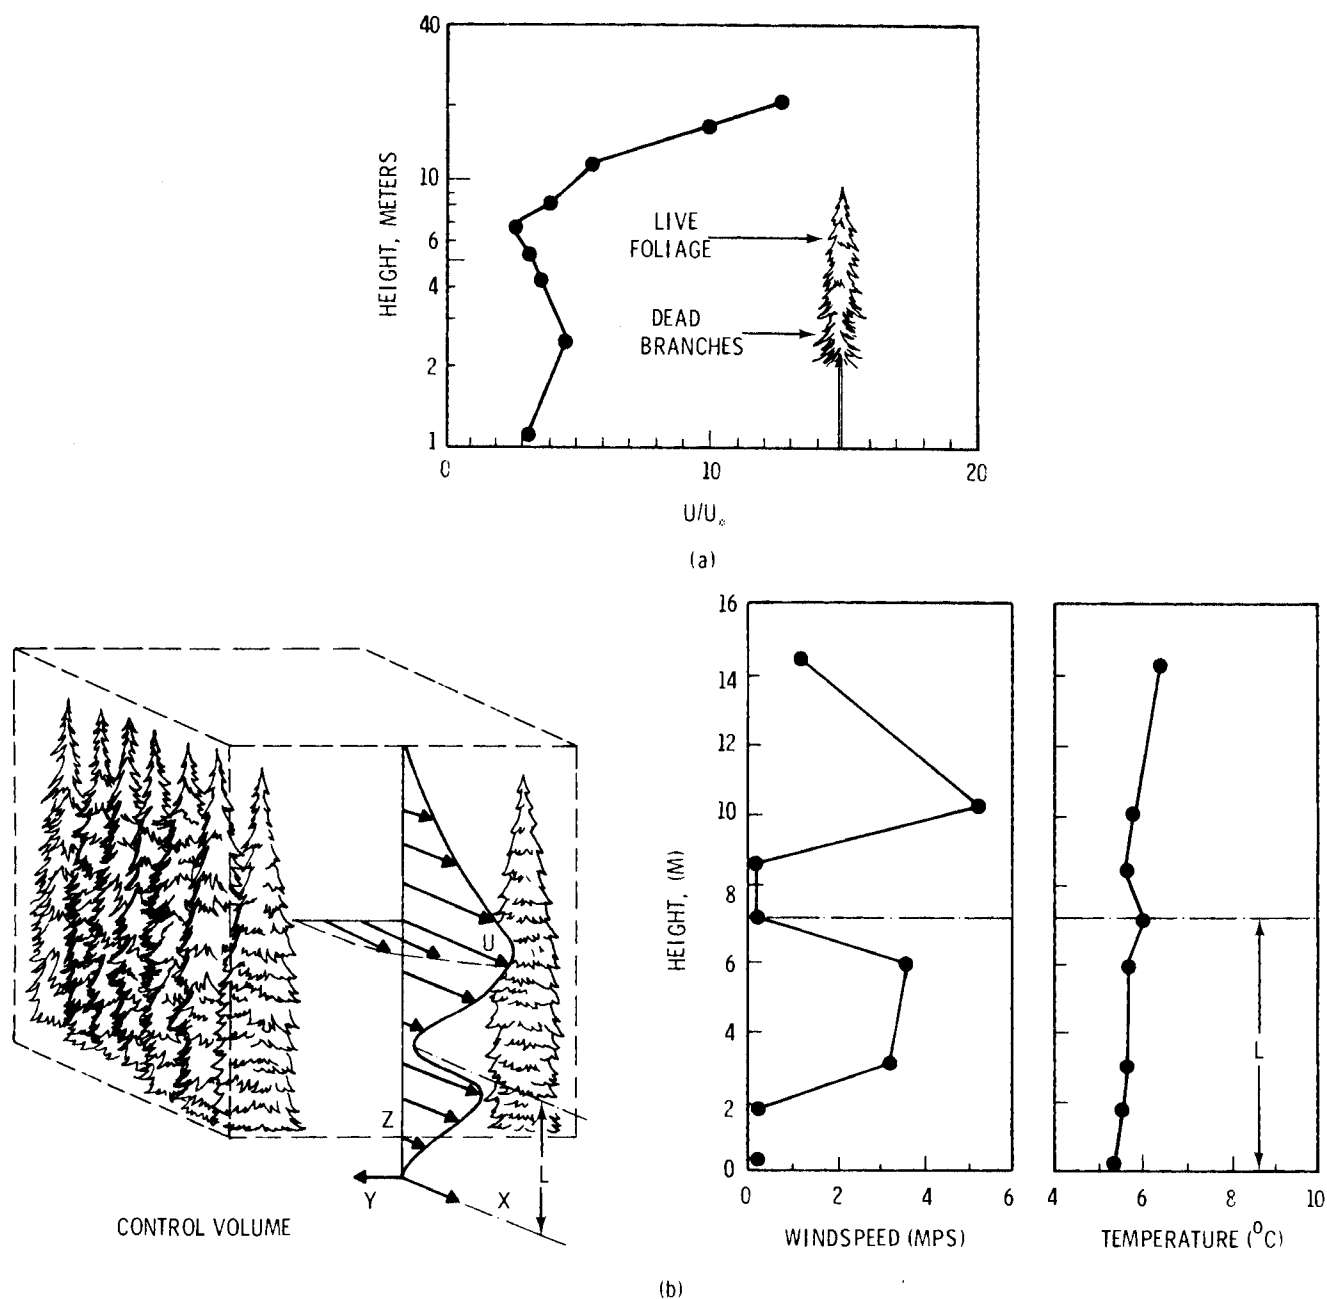 40
10
6
4
2
1
HEIGHT, METERS
LIVE
FOLIAGE
DEAD
BRANCHES
0
10
20
U/U*
(a)
U
Z
Y
X
L
CONTROL VOLUME
16
14
12
10
8
6
4
2
0
HEIGHT, (M)
0
2
4
6
WINDSPEED (MPS)
L
4
6
8
10
TEMPERATURE (°C)
(b)